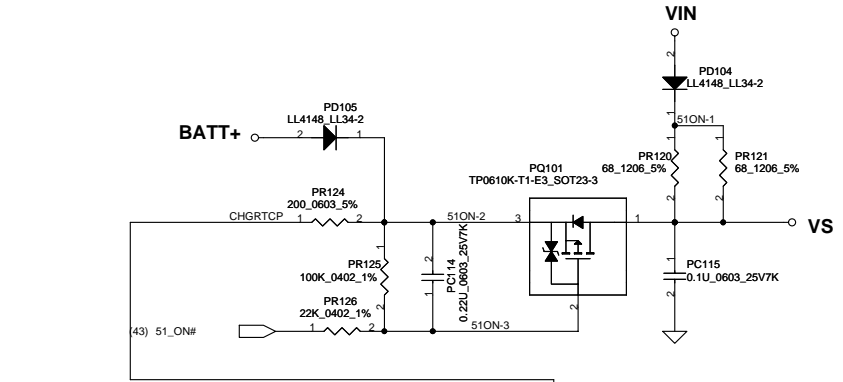 VIN
2
PD104
LL4148_LL34-2
1
51ON-1
PD105
LL4148_LL34-2
BATT+
2
1
1
1
PR120
68_1206_5%
PR121
68_1206_5%
2
2
PQ101
TP0610K-T1-E3_SOT23-3
PR124
200_0603_5%
CHGRTCP
1
2
51ON-2
3
1
VS
1
PR125
100K_0402_1%
2
2
PC114
0.22U_0603_25V7K
1
1
PC115
0.1U_0603_25V7K
2
PR126
22K_0402_1%
2
(43) 51_ON#
1
2
51ON-3